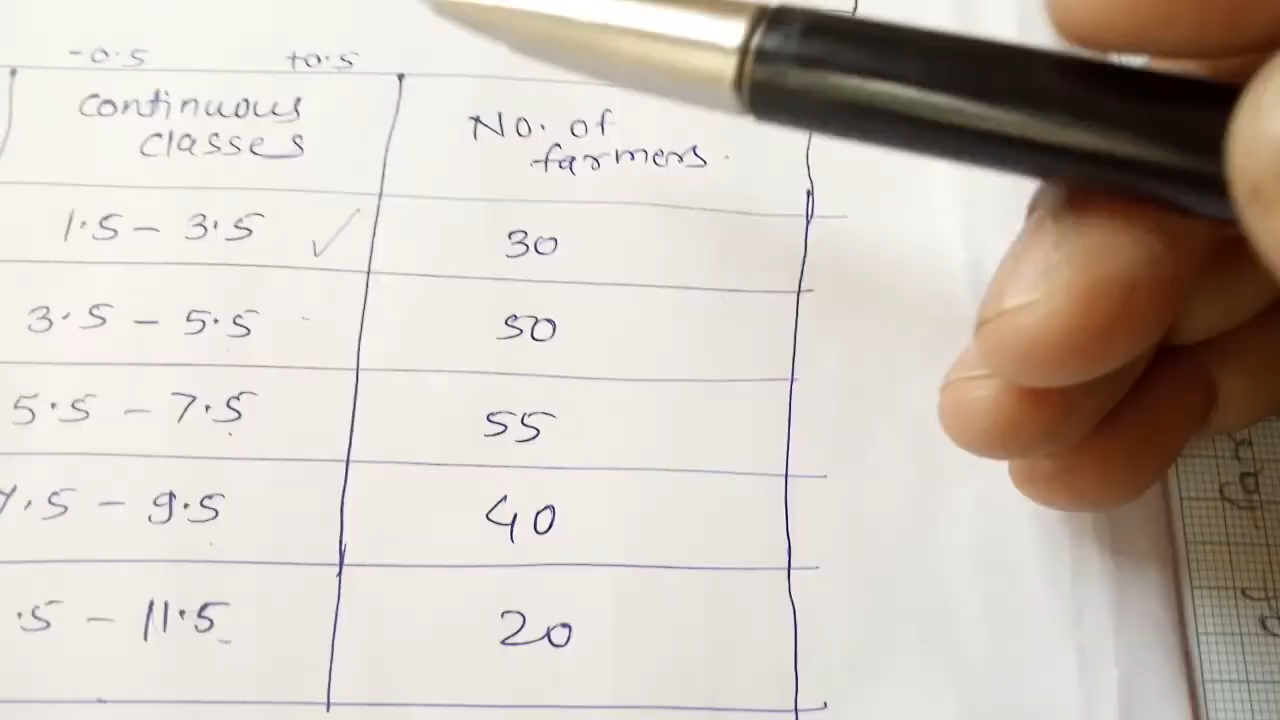 -0.5 +0.5
continuous
classes
No. of
farmers.
1.5 - 3.5 ✓ 30
3.5 - 5.5 50
5.5 - 7.5 55
7.5 - 9.5 40
.5 - 11.5 20